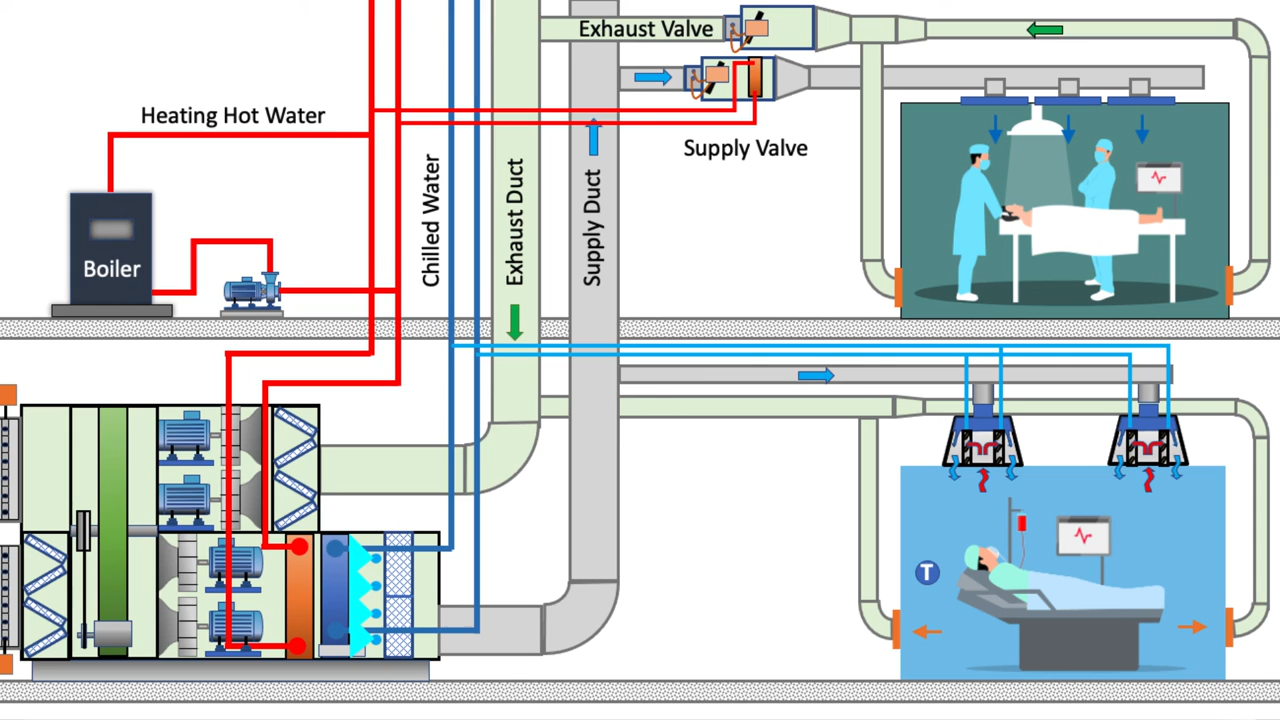 Exhaust Valve
Heating Hot Water
Supply Valve
Chilled Water
Exhaust Duct
Supply Duct
Boiler
T